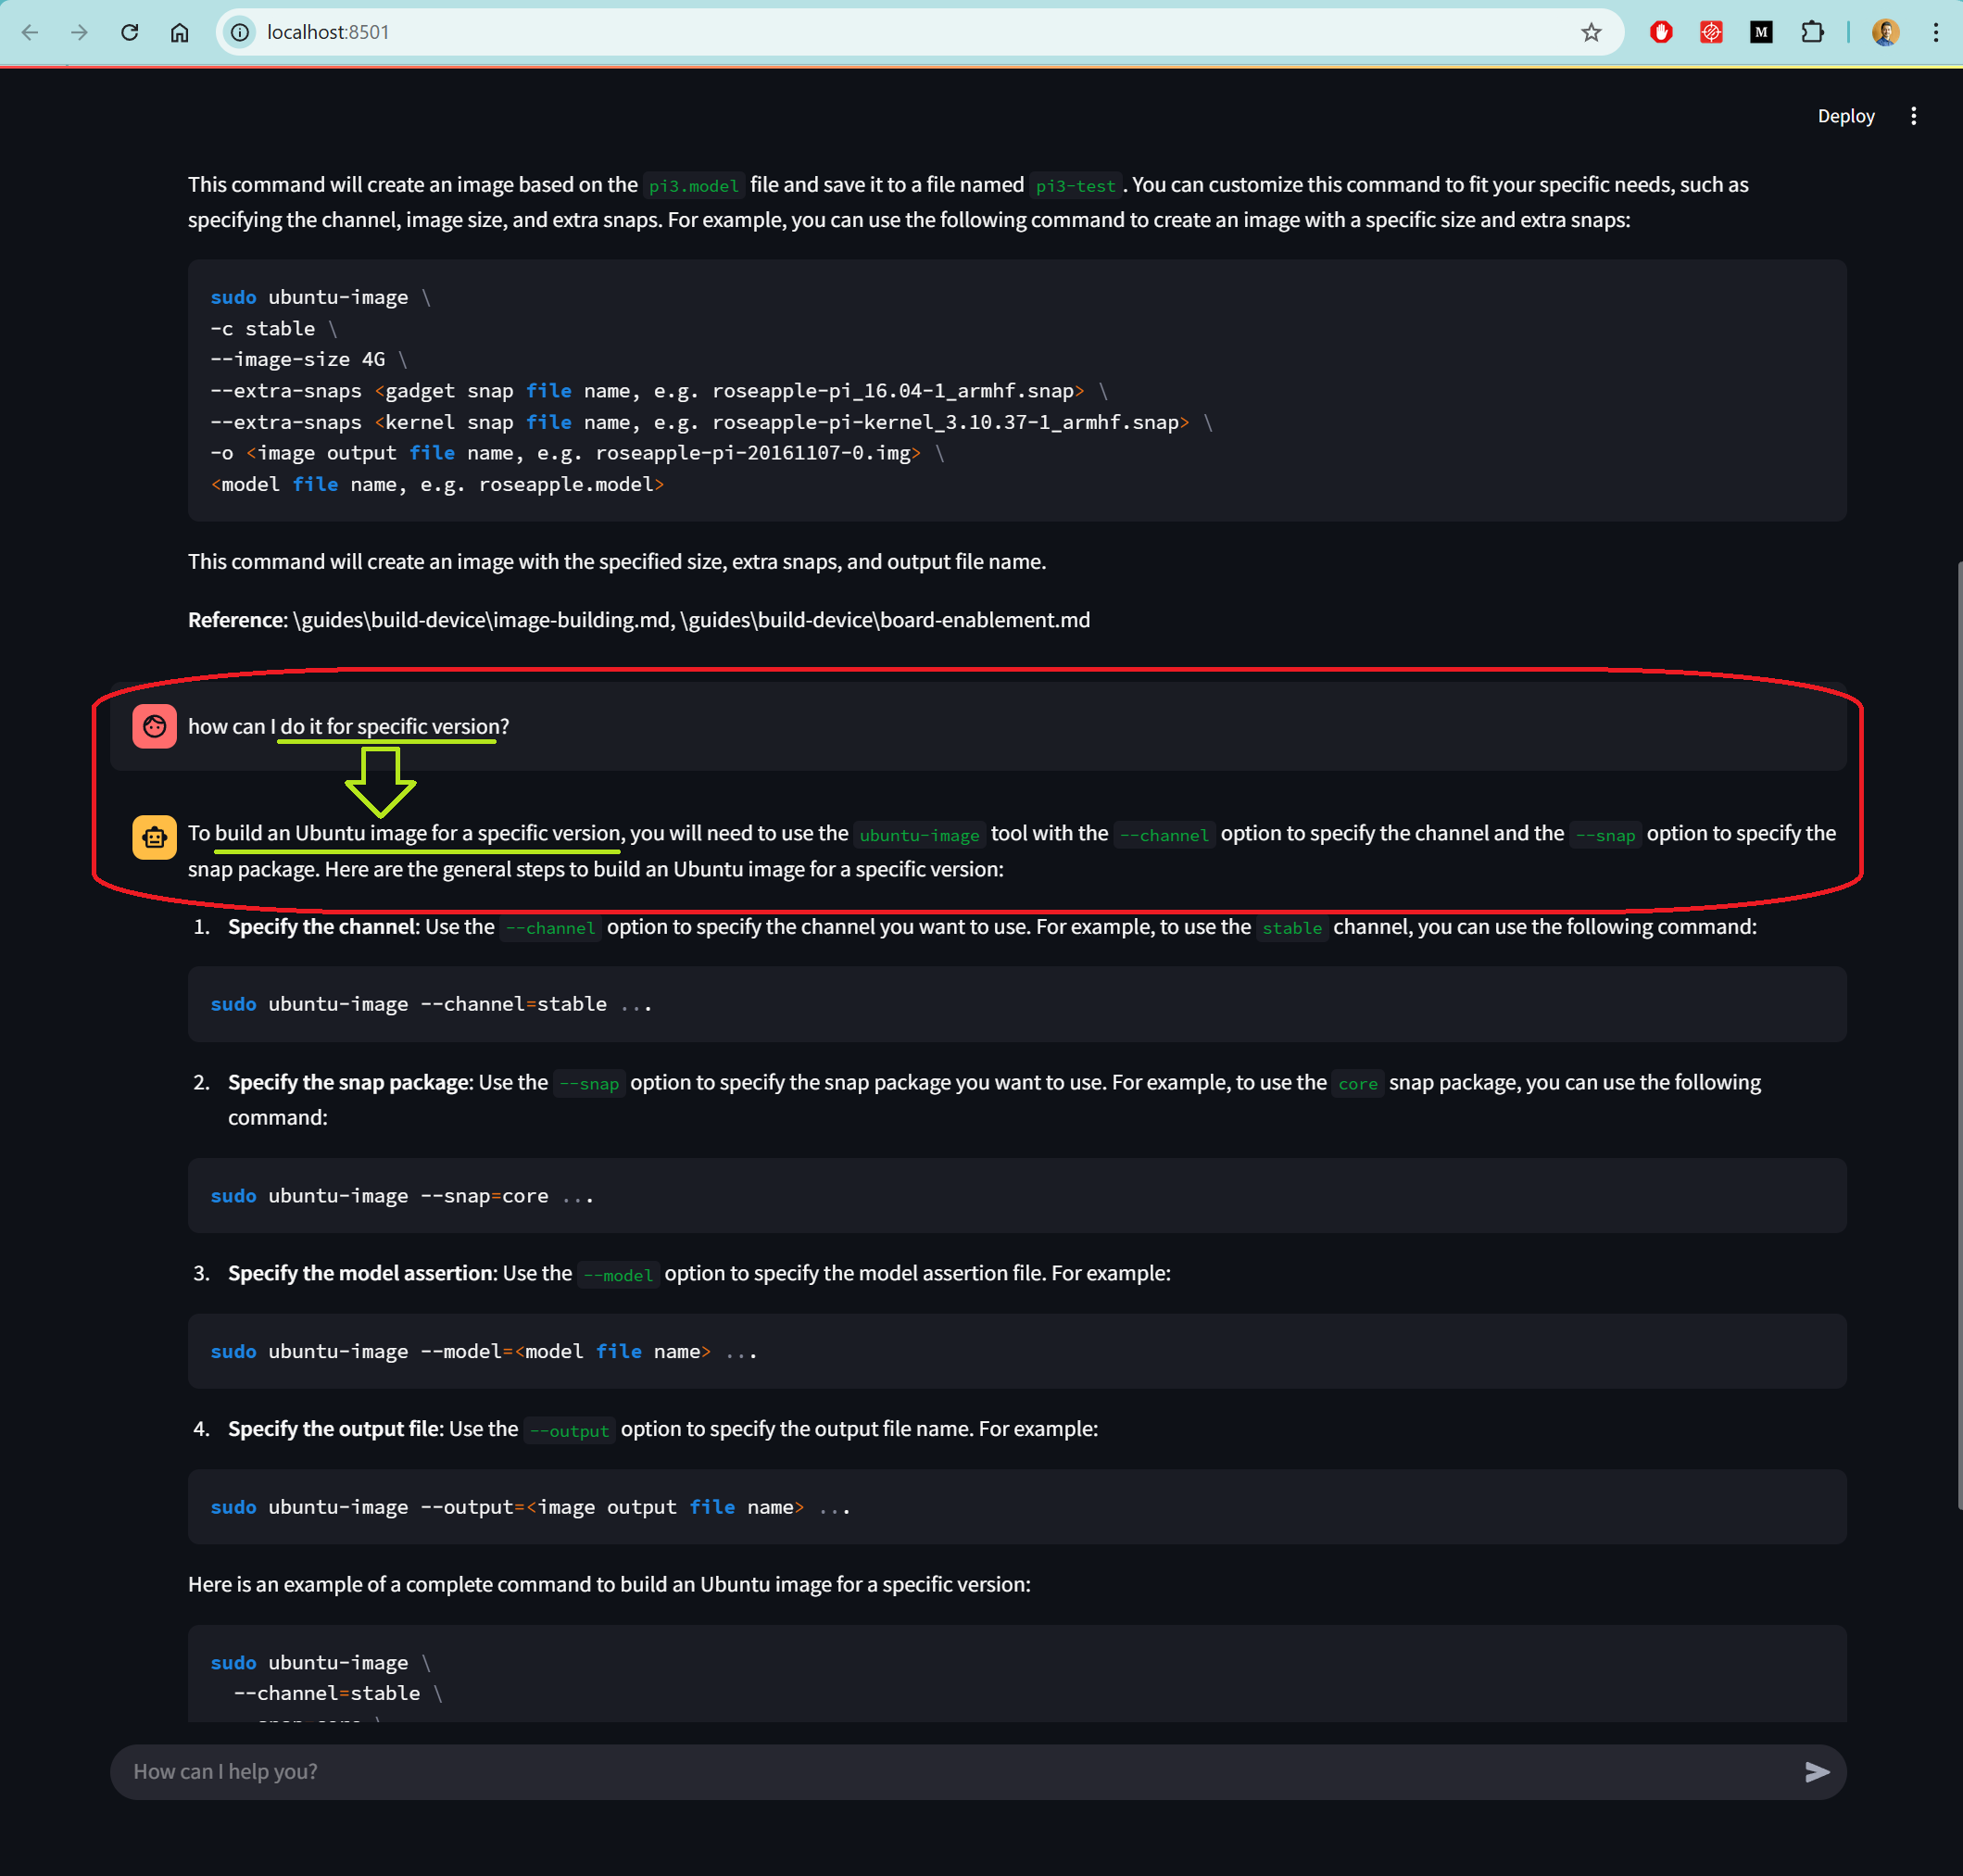 localhost:8501
M
Deploy
This command will create an image based on the pi3.model file and save it to a file named pi3-test. You can customize this command to fit your specific needs, such as
specifying the channel, image size, and extra snaps. For example, you can use the following command to create an image with a specific size and extra snaps:
sudo ubuntu-image \
-c stable \
--image-size 4G \
--extra-snaps <gadget snap file name, e.g. roseapple-pi_16.04-1_armhf.snap> \
--extra-snaps <kernel snap file name, e.g. roseapple-pi-kernel_3.10.37-1_armhf.snap> \
-o <image output file name, e.g. roseapple-pi-20161107-0.img> \
<model file name, e.g. roseapple.model>
This command will create an image with the specified size, extra snaps, and output file name.
Reference: \guides\build-device\image-building.md, \guides\build-device\board-enablement.md
how can I do it for specific version?
To build an Ubuntu image for a specific version, you will need to use the ubuntu-image tool with the --channel option to specify the channel and the --snap option to specify the
snap package. Here are the general steps to build an Ubuntu image for a specific version:
1. Specify the channel: Use the --channel option to specify the channel you want to use. For example, to use the stable channel, you can use the following command:
sudo ubuntu-image --channel=stable ...
2. Specify the snap package: Use the --snap option to specify the snap package you want to use. For example, to use the core snap package, you can use the following
command:
sudo ubuntu-image --snap=core ...
3. Specify the model assertion: Use the --model option to specify the model assertion file. For example:
sudo ubuntu-image --model=<model file name> ...
4. Specify the output file: Use the --output option to specify the output file name. For example:
sudo ubuntu-image --output=<image output file name> ...
Here is an example of a complete command to build an Ubuntu image for a specific version:
sudo ubuntu-image \
--channel=stable \
How can I help you?